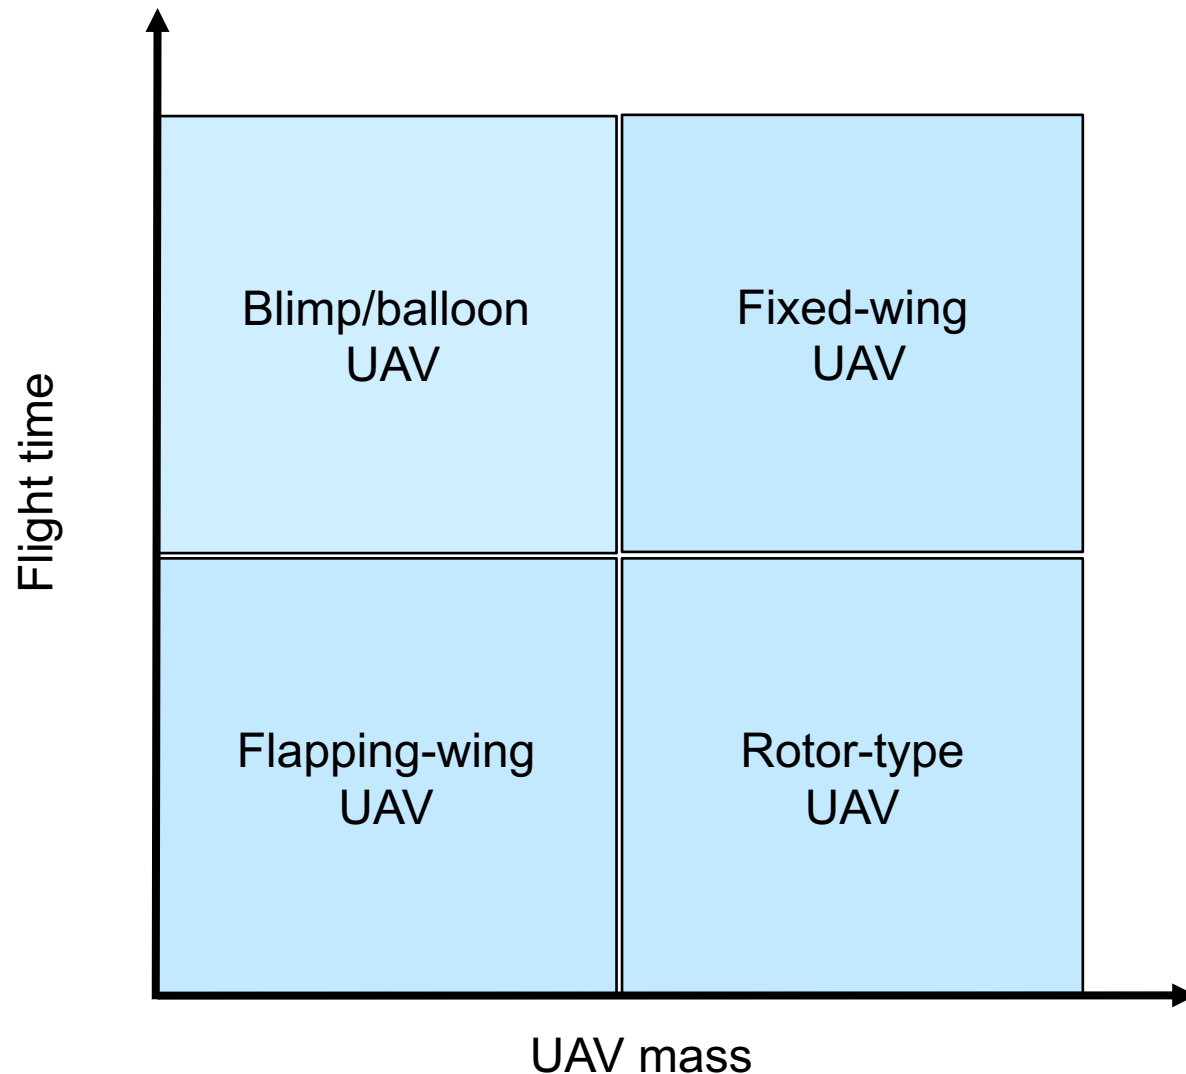 Flight time
Blimp/balloon
UAV
Fixed-wing
UAV
Flapping-wing
UAV
Rotor-type
UAV
UAV mass